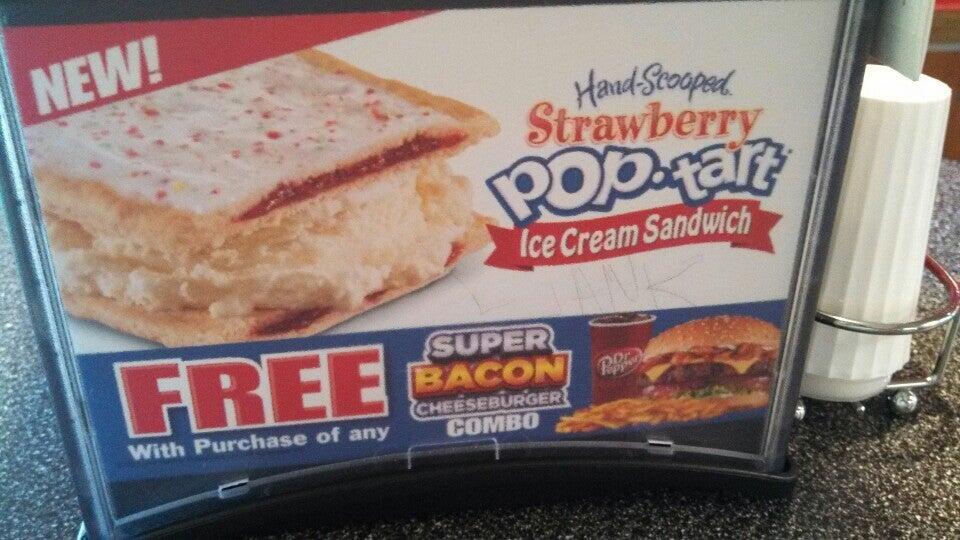 NEW!
Hand-Scooped
Strawberry
POP·tart
Ice Cream Sandwich
FREE
With Purchase of any
SUPER
BACON
CHEESEBURGER
COMBO
Dr
Pepper